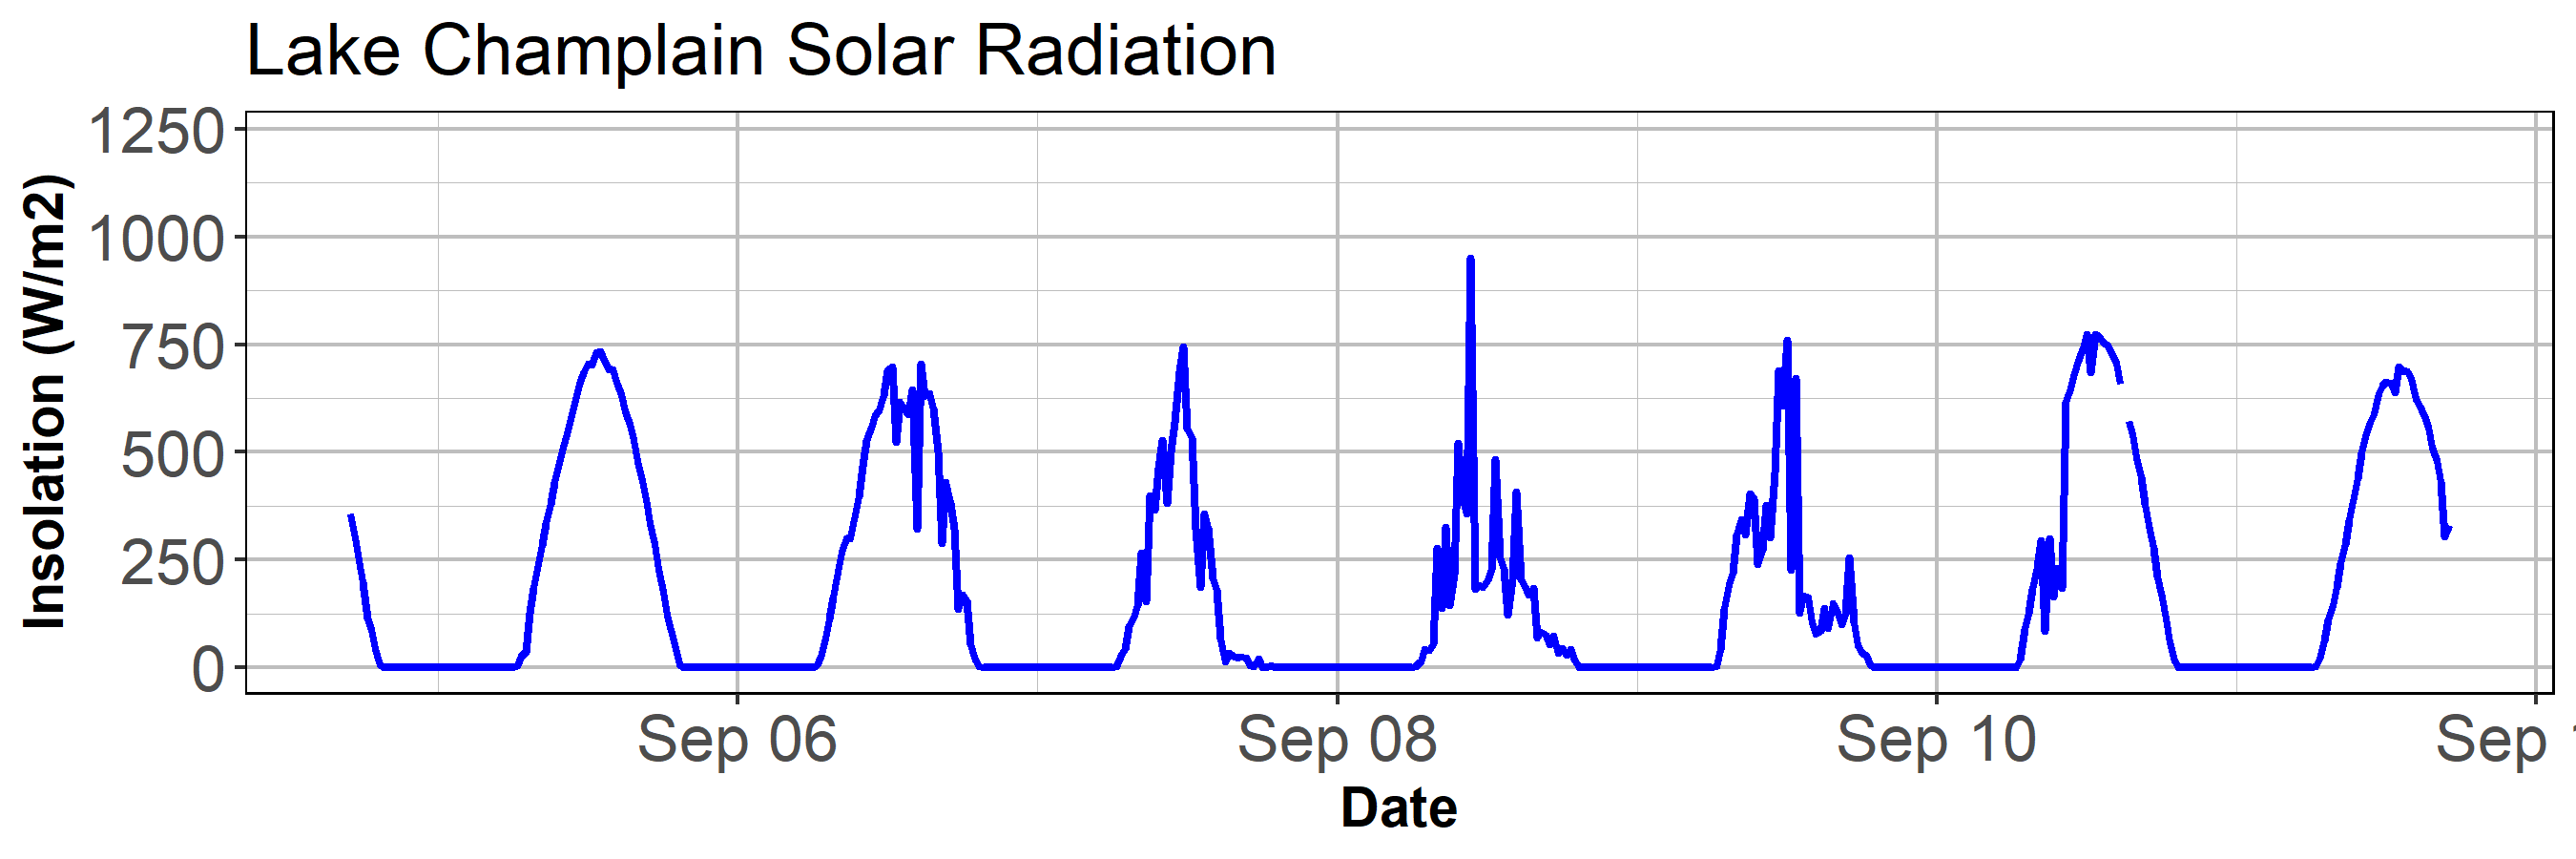 Lake Champlain Solar Radiation
1250
1000
750
500
250
0
Insolation (W/m2)
Sep 06
Sep 08
Sep 10
Sep
Date